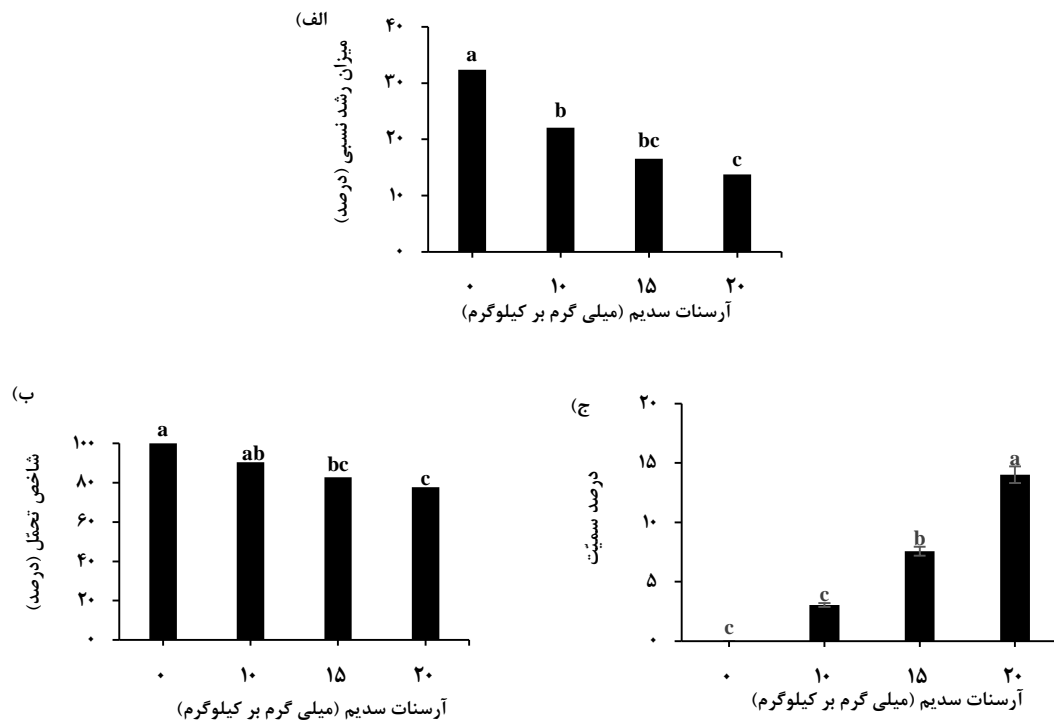 الف)
میزان رشد نسبی (درصد)
۴۰
۳۰
۲۰
۱۰
۰
a
b
bc
c
۰ ۱۰ ۱۵ ۲۰
آرسنات سدیم (میلی گرم بر کیلوگرم)
ب)
شاخص تحمّل (درصد)
۱۰۰
۸۰
۶۰
۴۰
۲۰
۰
a
ab
bc
c
۰ ۱۰ ۱۵ ۲۰
آرسنات سدیم (میلی گرم بر کیلوگرم)
ج)
درصد سمیّت
۲۰
۱۵
۱۰
۵
۰
c
c
b
a
۰ ۱۰ ۱۵ ۲۰
آرسنات سدیم (میلی گرم بر کیلوگرم)